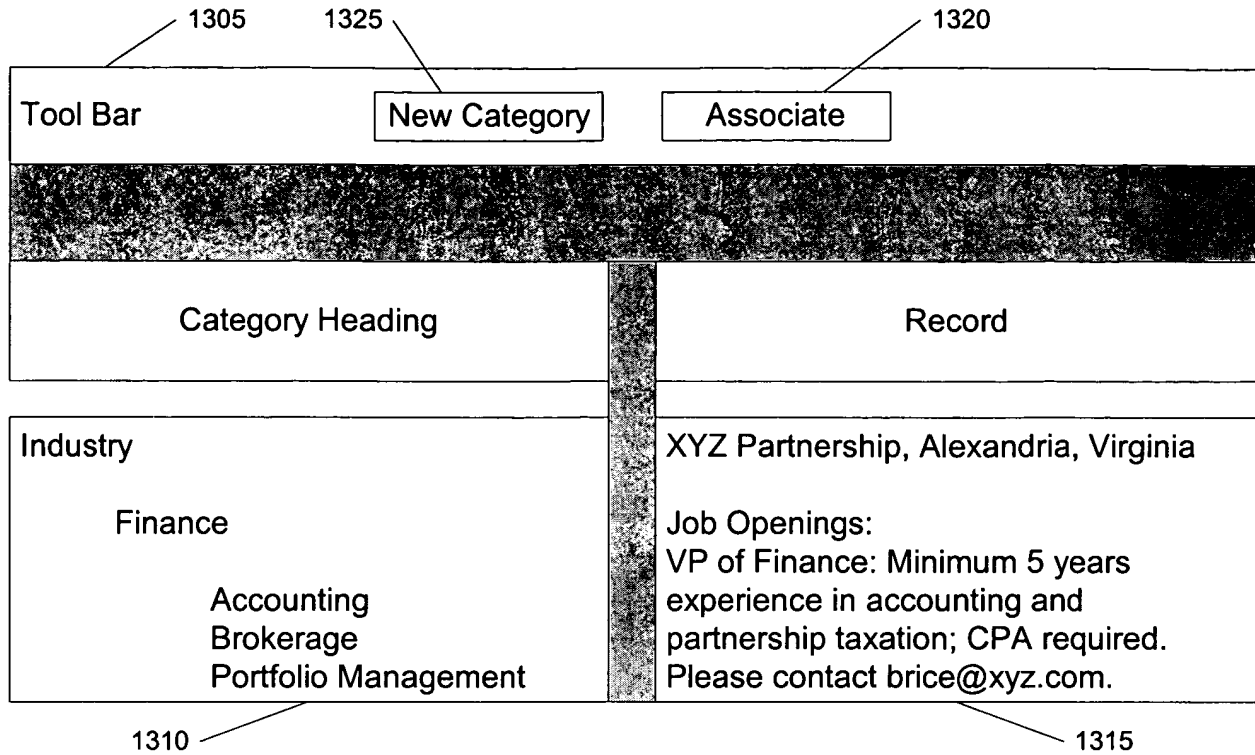 1305
1325
1320
Tool Bar
New Category
Associate
Category Heading
Record
Industry
Finance
Accounting
Brokerage
Portfolio Management
XYZ Partnership, Alexandria, Virginia
Job Openings:
VP of Finance: Minimum 5 years
experience in accounting and
partnership taxation; CPA required.
Please contact brice@xyz.com.
1310
1315